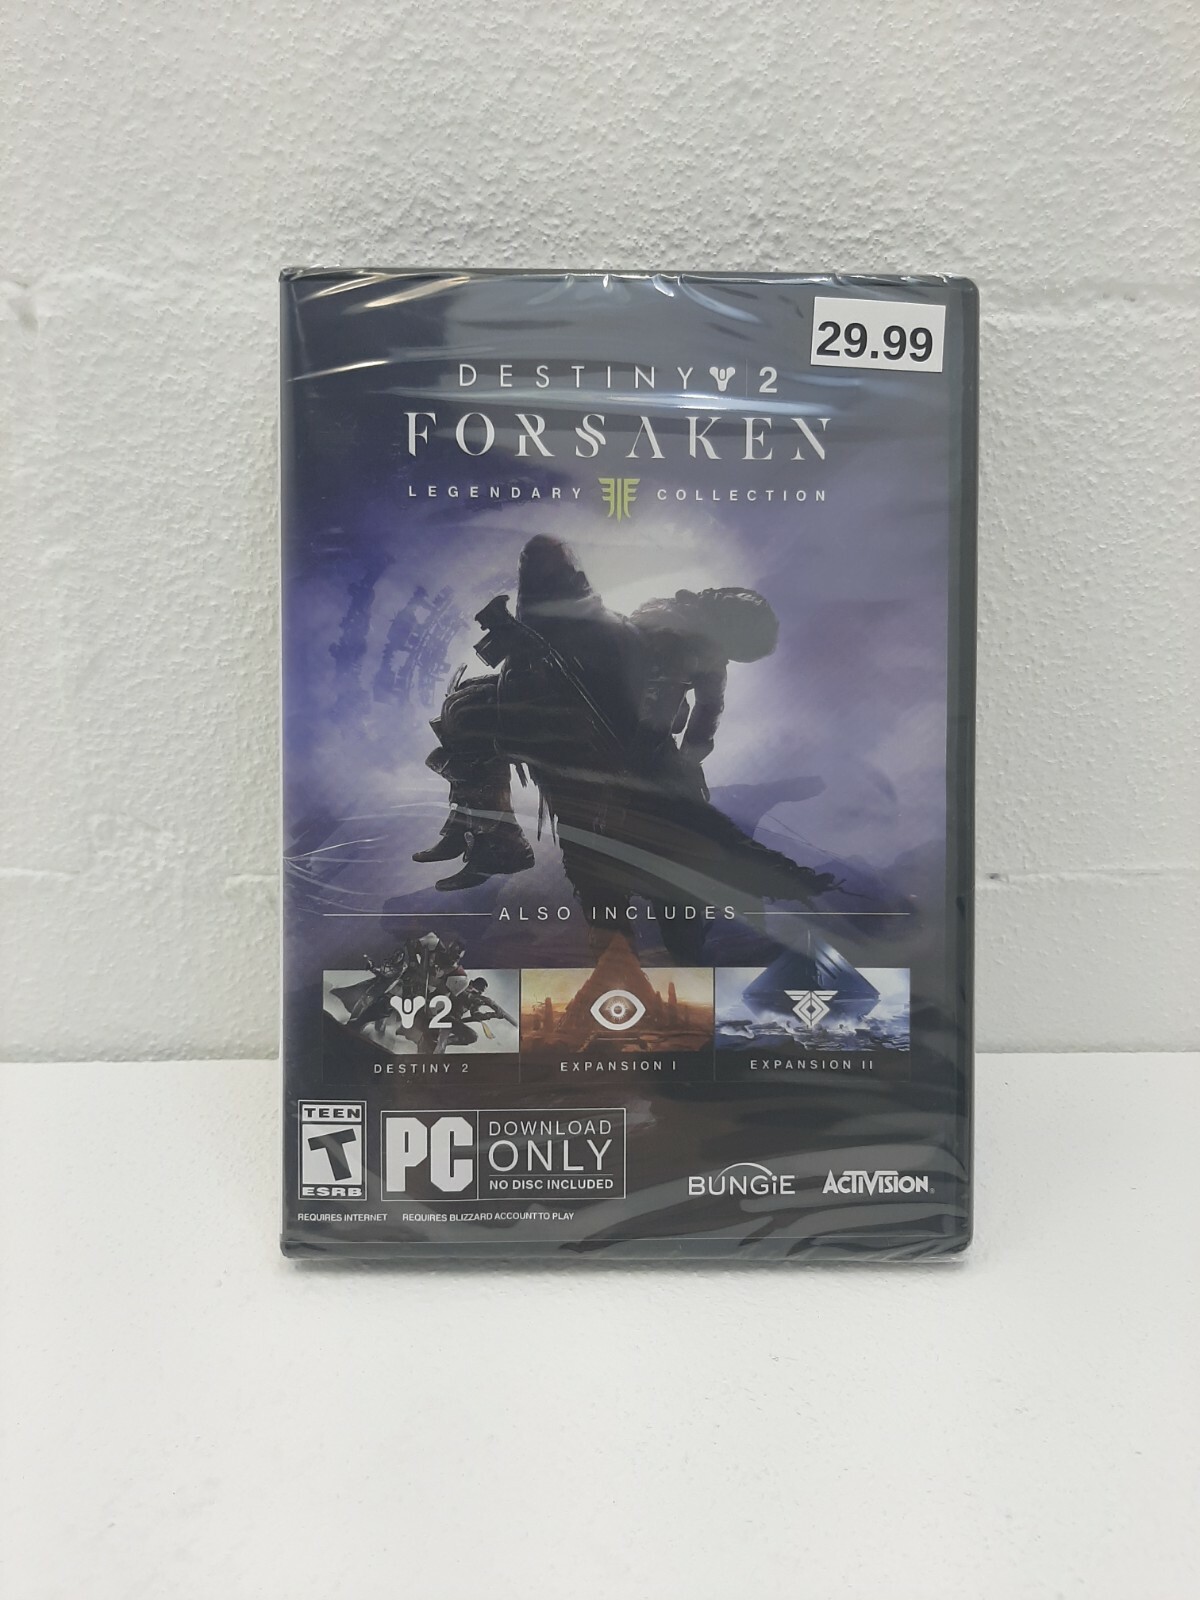 29.99
DESTINY 2
FORSAKEN
LEGENDARY COLLECTION
ALSO INCLUDES
2
DESTINY 2
EXPANSION I
EXPANSION II
TEEN
T
ESRB
PC
DOWNLOAD
ONLY
NO DISC INCLUDED
BUNGiE
ACTIVISION®
REQUIRES INTERNET
REQUIRES BLIZZARD ACCOUNT TO PLAY